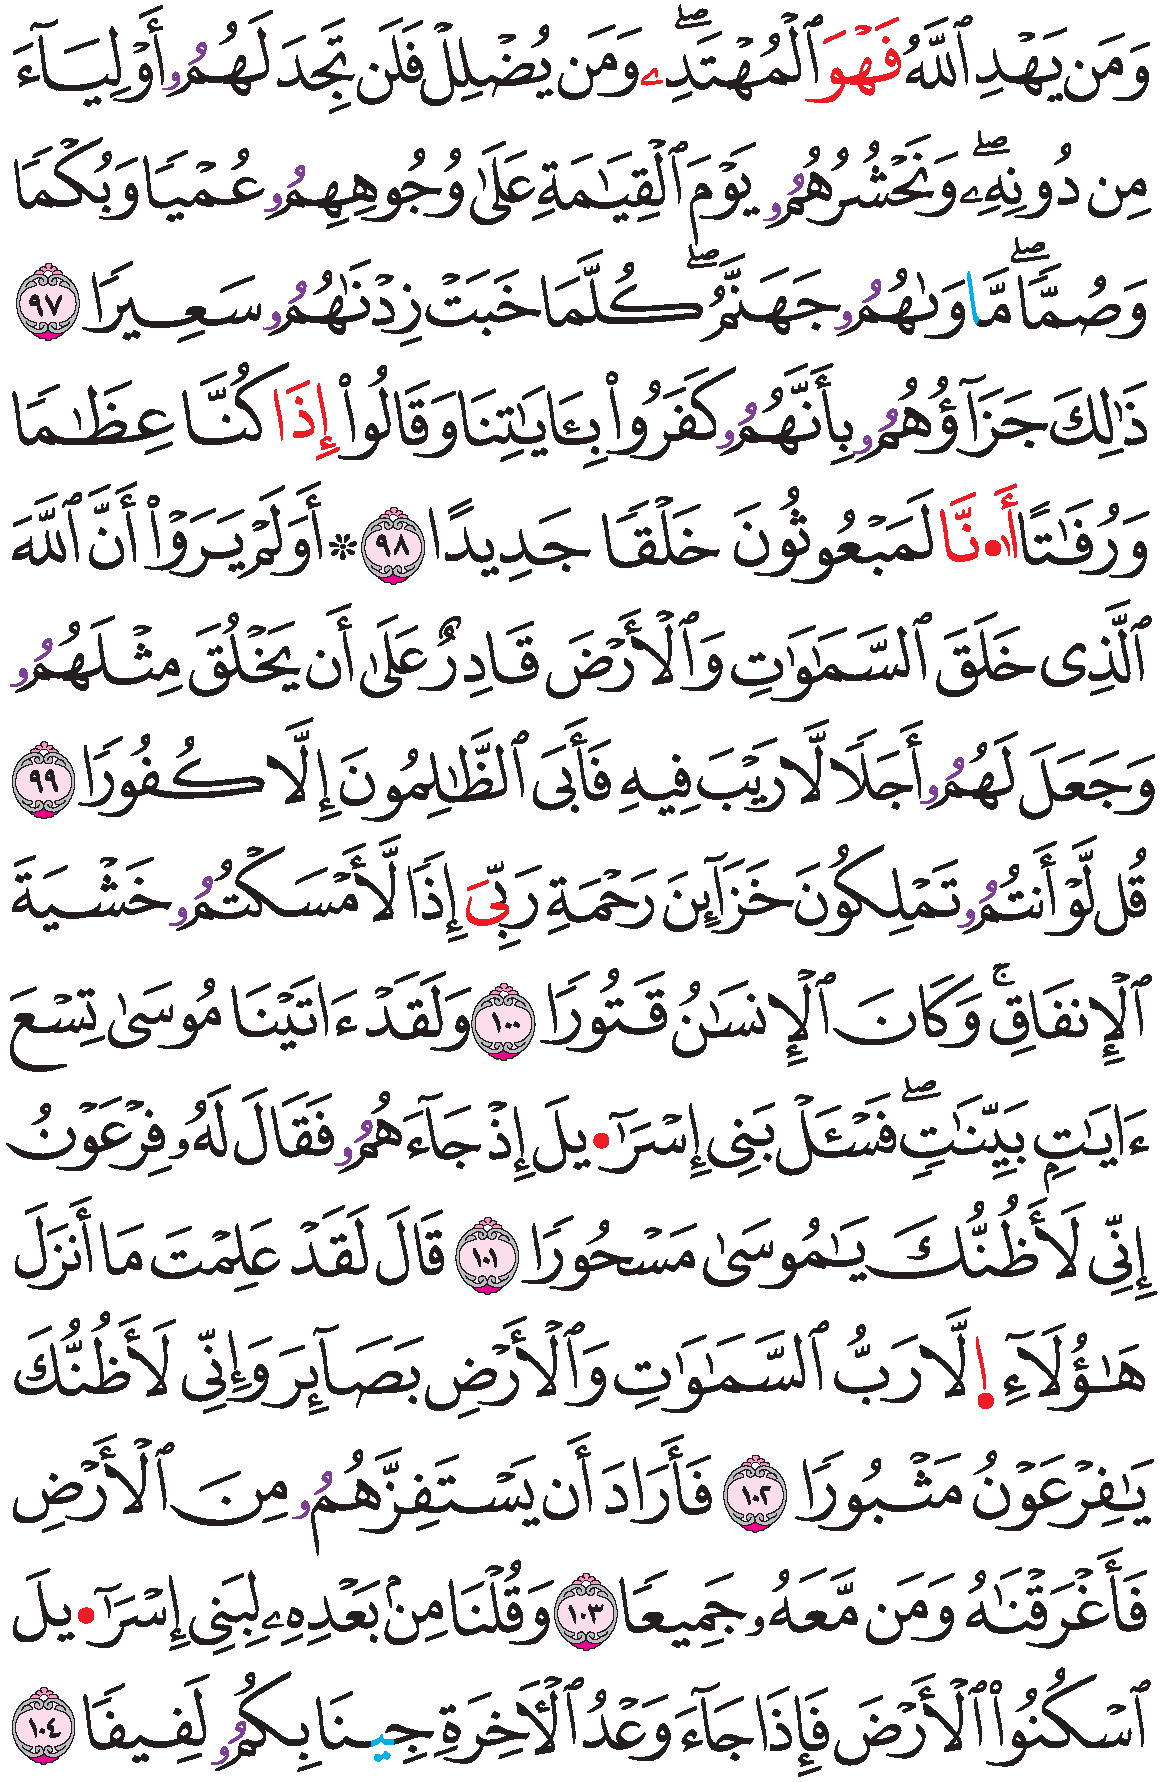 وَمَن يَهْدِ ٱللَّهُ فَهْوَ ٱلْمُهْتَدِۦۖ وَمَن يُضْلِلْ فَلَن تَجِدَ لَهُمُۥ أَوْلِيَآءَ
مِن دُونِهِۦۖ وَنَحْشُرُهُمُۥ يَوْمَ ٱلْقِيَٰمَةِ عَلَىٰ وُجُوهِهِمُۥ عُمْيٗا وَبُكْمٗا
وَصُمّٗاۖ مَّاوَىٰهُمُۥ جَهَنَّمُۖ كُلَّمَا خَبَتْ زِدْنَٰهُمُۥ سَعِيرٗا ٩٧
ذَٰلِكَ جَزَآؤُهُمُۥ بِأَنَّهُمُۥ كَفَرُواْ بِـَٔايَٰتِنَا وَقَالُواْ إِذَا كُنَّا عِظَٰمٗا
وَرُفَٰتًا أَا۬نَّا لَمَبْعُوثُونَ خَلْقٗا جَدِيدًا ٩٨ ۞ أَوَلَمْ يَرَوْاْ أَنَّ ٱللَّهَ
ٱلَّذِى خَلَقَ ٱلسَّمَٰوَٰتِ وَٱلْأَرْضَ قَادِرٌ عَلَىٰ أَن يَخْلُقَ مِثْلَهُمُۥ
وَجَعَلَ لَهُمُۥ أَجَلٗا لَّا رَيْبَ فِيهِ فَأَبَى ٱلظَّٰلِمُونَ إِلَّا كُفُورٗا ٩٩
قُل لَّوْ أَنتُمُۥ تَمْلِكُونَ خَزَآئِنَ رَحْمَةِ رَبِّىَ إِذٗا لَّأَمْسَكْتُمُۥ خَشْيَةَ
ٱلْإِنفَاقِۚ وَكَانَ ٱلْإِنسَٰنُ قَتُورٗا ١٠٠ وَلَقَدْ ءَاتَيْنَا مُوسَىٰ تِسْعَ
ءَايَٰتِۭ بَيِّنَٰتٖۖ فَسْـَٔلْ بَنِى إِسْرَآ۬يلَ إِذْ جَآءَهُمُۥ فَقَالَ لَهُۥ فِرْعَوْنُ
إِنِّى لَأَظُنُّكَ يَٰمُوسَىٰ مَسْحُورٗا ١٠١ قَالَ لَقَدْ عَلِمْتَ مَا أَنزَلَ
هَٰٓؤُلَآءِ ا۪لَّا رَبُّ ٱلسَّمَٰوَٰتِ وَٱلْأَرْضِ بَصَآئِرَ وَإِنِّى لَأَظُنُّكَ
يَٰفِرْعَوْنُ مَثْبُورٗا ١٠٢ فَأَرَادَ أَن يَسْتَفِزَّهُمُۥ مِنَ ٱلْأَرْضِ
فَأَغْرَقْنَٰهُ وَمَن مَّعَهُۥ جَمِيعٗا ١٠٣ وَقُلْنَا مِنۢ بَعْدِهِۦ لِبَنِى إِسْرَآ۬يلَ
ٱسْكُنُواْ ٱلْأَرْضَ فَإِذَا جَآءَ وَعْدُ ٱلْأٓخِرَةِ جِينَا بِكُمُۥ لَفِيفٗا ١٠٤